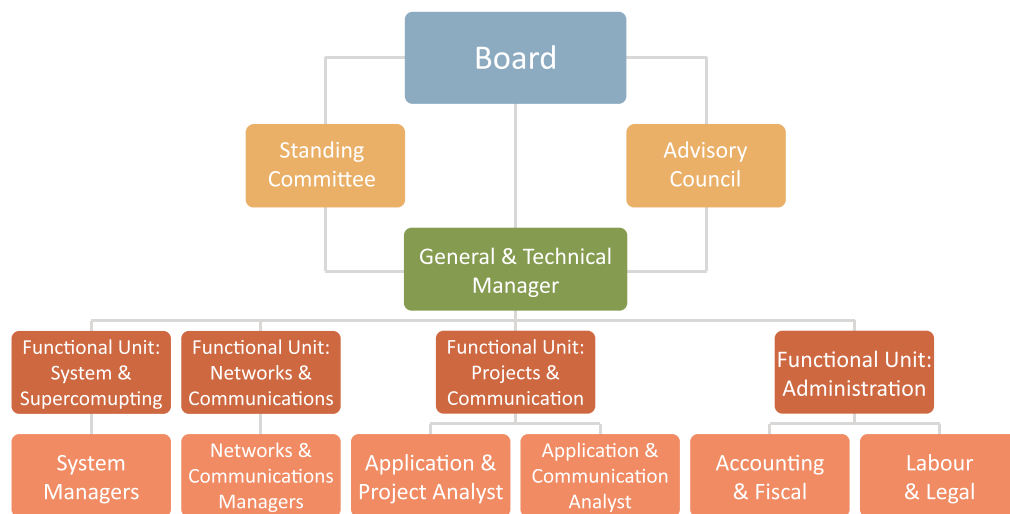 Board
Standing
Committee
Advisory
Council
General & Technical
Manager
Functional Unit:
System &
Supercomupting
Functional Unit:
Networks &
Communications
Functional Unit:
Projects &
Communication
Functional Unit:
Administration
System
Managers
Networks &
Communications
Managers
Application &
Project Analyst
Application &
Communication
Analyst
Accounting
& Fiscal
Labour
& Legal